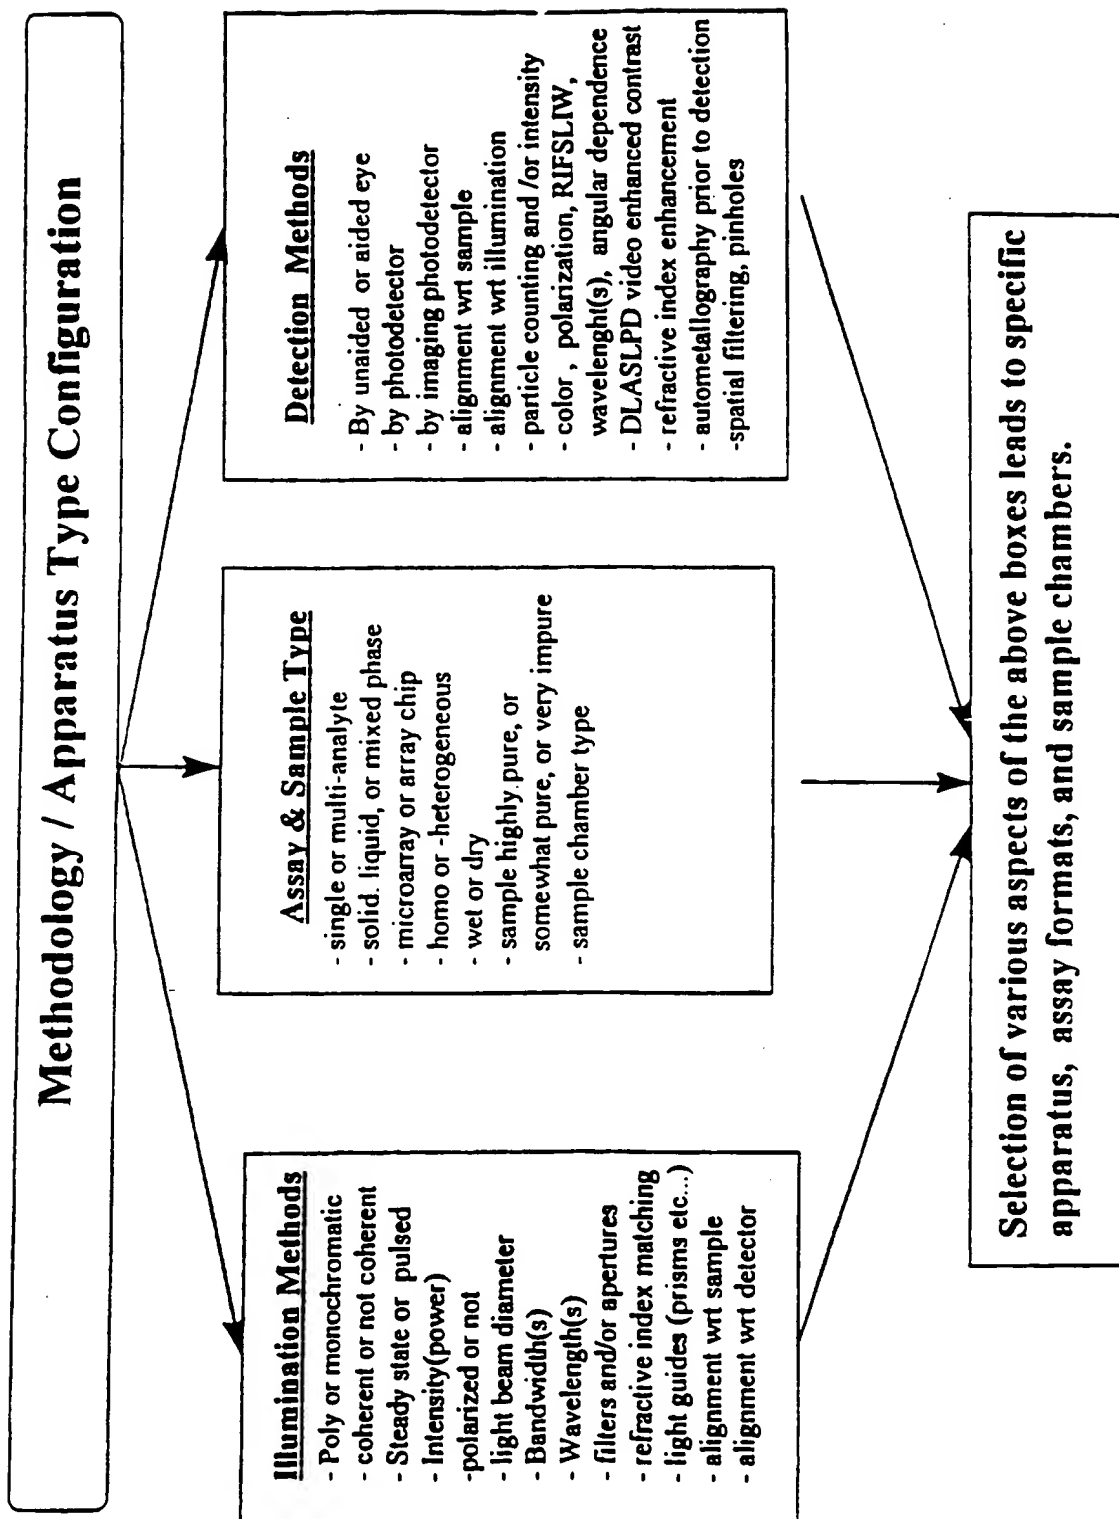 Methodology / Apparatus Type Configuration
Illumination Methods
- Poly or monochromatic
- coherent or not coherent
- Steady state or pulsed
- Intensity(power)
-polarized or not
- light beam diameter
- Bandwidth(s)
- Wavelength(s)
- filters and/or apertures
- refractive index matching
- light guides (prisms etc...)
- alignment wrt sample
- alignment wrt detector
Assay & Sample Type
- single or multi-analyte
- solid. liquid, or mixed phase
- microarray or array chip
- homo or -heterogeneous
- wet or dry
- sample highly pure, or
somewhat pure, or very impure
- sample chamber type
Detection Methods
- By unaided or aided eye
- by photodetector
- by imaging photodetector
- alignment wrt sample
- alignment wrt illumination
- particle counting and /or intensity
- color , polarization, RIFSLIW,
wavelenght(s), angular dependence
- DLASLPD video enhanced contrast
- refractive index enhancement
- autometallography prior to detection
-spatial filtering, pinholes
Selection of various aspects of the above boxes leads to specific
apparatus, assay formats, and sample chambers.